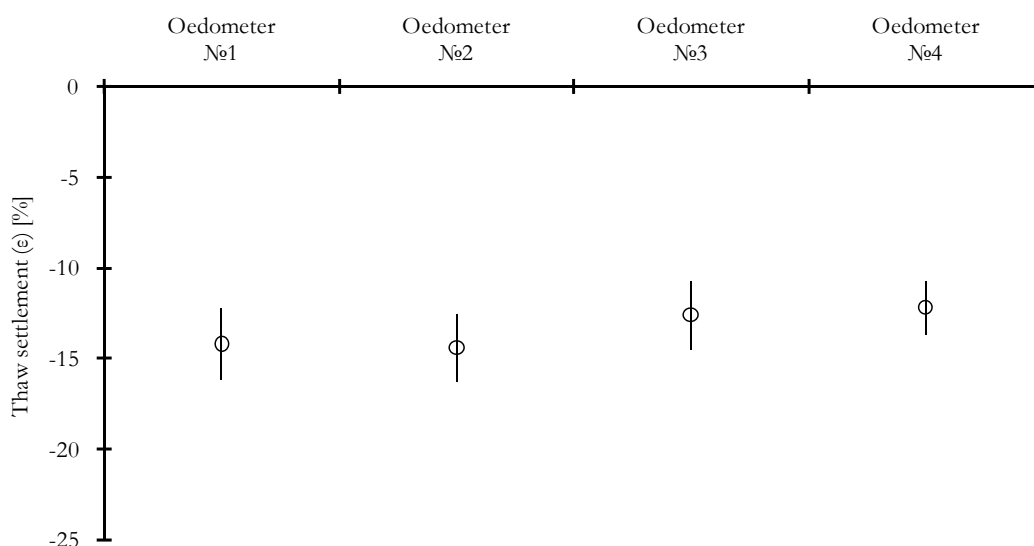 Oedometer
№1
Oedometer
№2
Oedometer
№3
Oedometer
№4
0
-5
-10
-15
-20
-25
Thaw settlement (ε) [%]